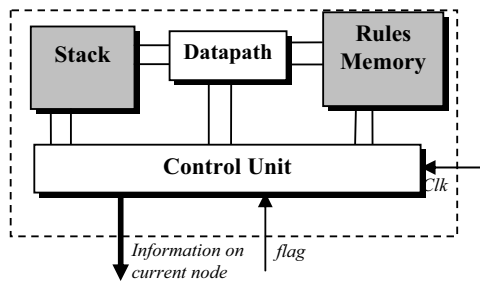 Stack
Datapath
Rules
Memory
Control Unit
Clk
Information on
current node
flag